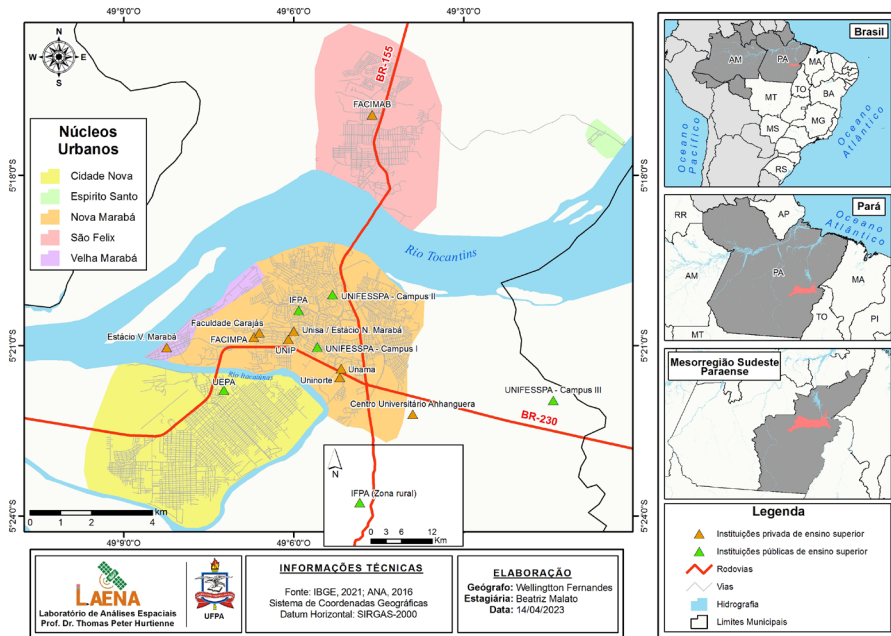 49°9'0"W
49°6'0"W
49°3'0"W
N
W
E
S
BR-155
FACIMAB
Núcleos
Urbanos
Cidade Nova
Espirito Santo
Nova Marabá
São Felix
Velha Marabá
5°18'0"S
5°18'0"S
Rio Tocantins
IFPA
UNIFESSPA - Campus II
Faculdade Carajás
Unisa / Estácio N. Marabá
Estácio V. Marabá
FACIMPA
UNIP
UNIFESSPA - Campus I
5°21'0"S
5°21'0"S
Unama
Rio Itacaiúnas
UEPA
Uninorte
UNIFESSPA - Campus III
Centro Universitário Anhanguera
BR-230
N
IFPA (Zona rural)
0 1 2 4
Km
0 3 6 12
Km
5°24'0"S
5°24'0"S
49°9'0"W
49°6'0"W
LAENA
Laboratório de Análises Espaciais
Prof. Dr. Thomas Peter Hurtienne
UFPA
INFORMAÇÕES TÉCNICAS
Fonte: IBGE, 2021; ANA, 2016
Sistema de Coordenadas Geográficas
Datum Horizontal: SIRGAS-2000
ELABORAÇÃO
Geógrafo: Wellingtton Fernandes
Estagiária: Beatriz Malato
Data: 14/04/2023
Brasil
AM
PA
MA
TO
MT
BA
MG
MS
RS
Oceano
Pacífico
Oceano
Atlântico
Pará
RR
AP
Oceano
Atlântico
AM
PA
MA
TO
PI
MT
Mesorregião Sudeste
Paraense
Legenda
Instituições privada de ensino superior
Instituições públicas de ensino superior
Rodovias
Vias
Hidrografia
Limites Municipais